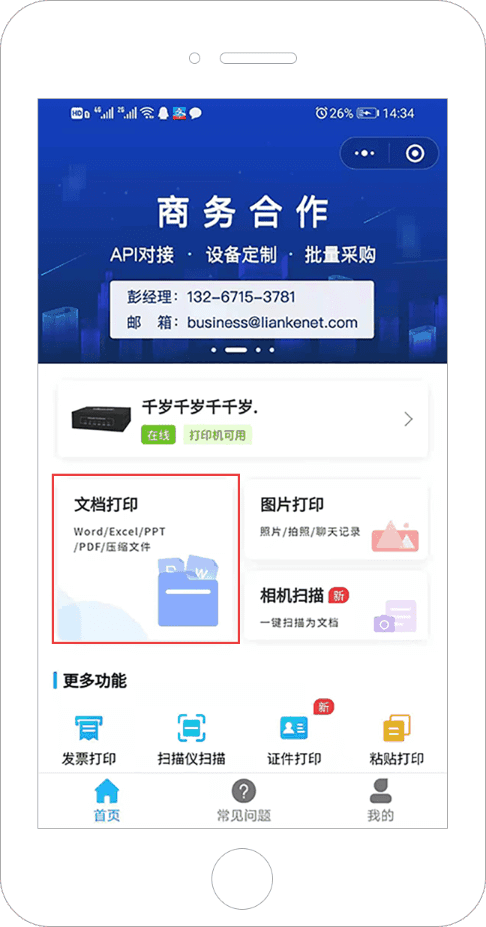 HD 4G 2G 26% 14:34
商务合作
API对接 · 设备定制 · 批量采购
彭经理：132-6715-3781
邮 箱：business@liankenet.com
千岁千岁千千岁.
在线 打印机可用
文档打印
Word/Excel/PPT
/PDF/压缩文件
W
图片打印
照片/拍照/聊天记录
相机扫描 新
一键扫描为文档
更多功能
新
发票打印 扫描仪扫描 证件打印 粘贴打印
首页 常见问题 我的